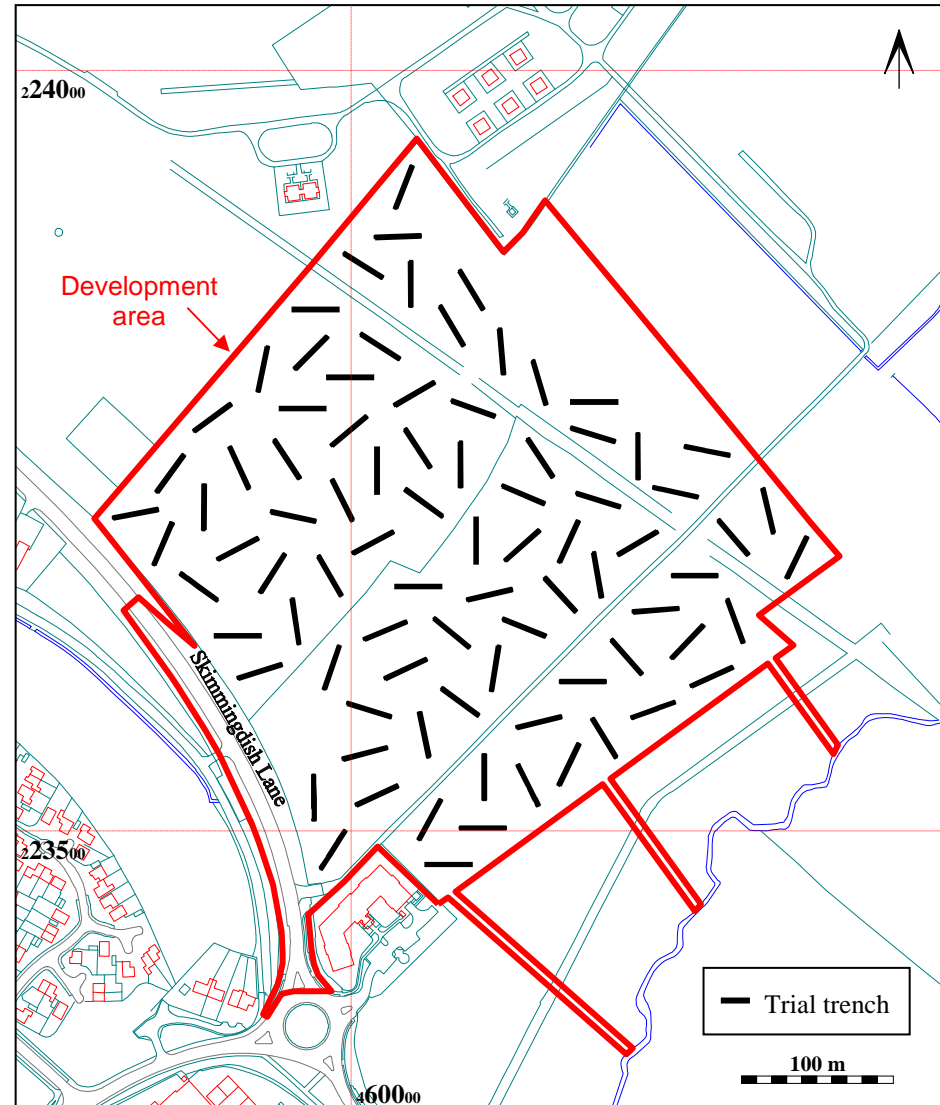 224000
Development
area
Skimmingdish Lane
223500
Trial trench
100 m
460000